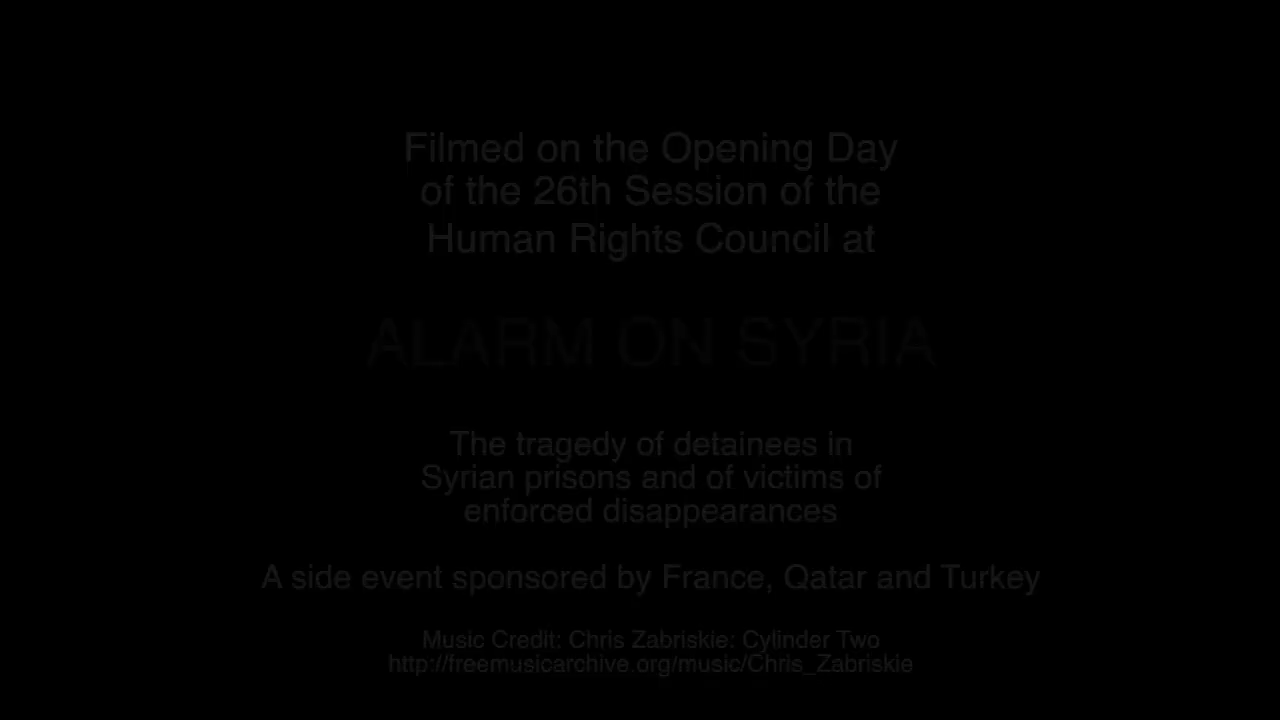 Filmed on the Opening Day
of the 26th Session of the
Human Rights Council at
ALARM ON SYRIA
The tragedy of detainees in
Syrian prisons and of victims of
enforced disappearances
A side event sponsored by France, Qatar and Turkey
Music Credit: Chris Zabriskie: Cylinder Two
http://freemusicarchive.org/music/Chris_Zabriskie